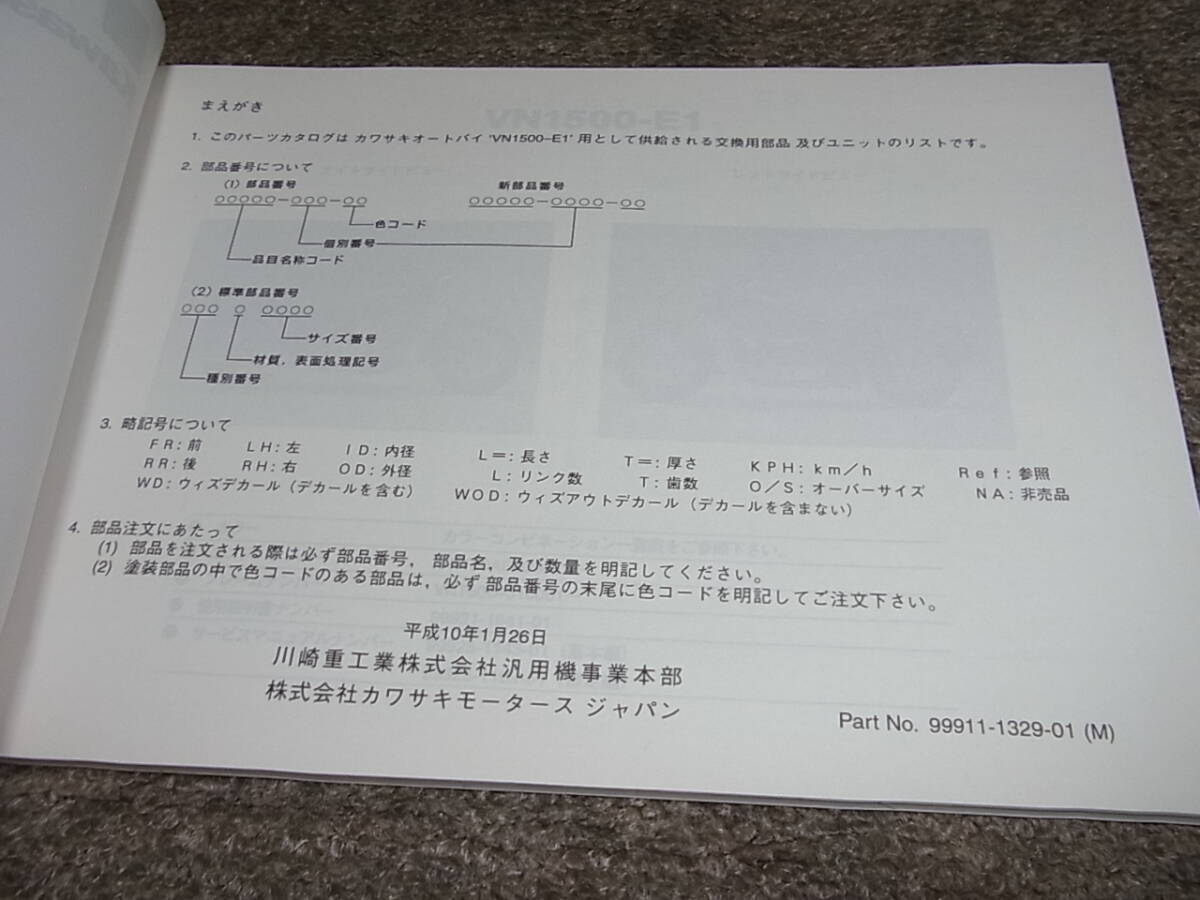 まえがき
1. このパーツカタログは カワサキオートバイ 'VN1500-E1' 用として供給される交換用部品 及びユニットのリストです。
2. 部品番号について
(1) 部品番号 新部品番号
○○○○○-○○○-○○ ○○○○○-○○○○-○○
色コード
個別番号
品目名称コード
(2) 標準部品番号
○○○ ○ ○○○○
サイズ番号
材質，表面処理記号
種別番号
3. 略記号について
FR: 前 LH: 左 ID: 内径 L=: 長さ T=: 厚さ KPH: km/h Ref: 参照
RR: 後 RH: 右 OD: 外径 L: リンク数 T: 歯数 O/S: オーバーサイズ NA: 非売品
WD: ウィズデカール (デカールを含む) WOD: ウィズアウトデカール (デカールを含まない)
4. 部品注文にあたって
(1) 部品を注文される際は必ず部品番号， 部品名，及び数量を明記してください。
(2) 塗装部品の中で色コードのある部品は，必ず 部品番号の末尾に色コードを明記してご注文下さい。
平成10年1月26日
川崎重工業株式会社汎用機事業本部
株式会社カワサキモータース ジャパン
Part No. 99911-1329-01 (M)
VN1500-E1